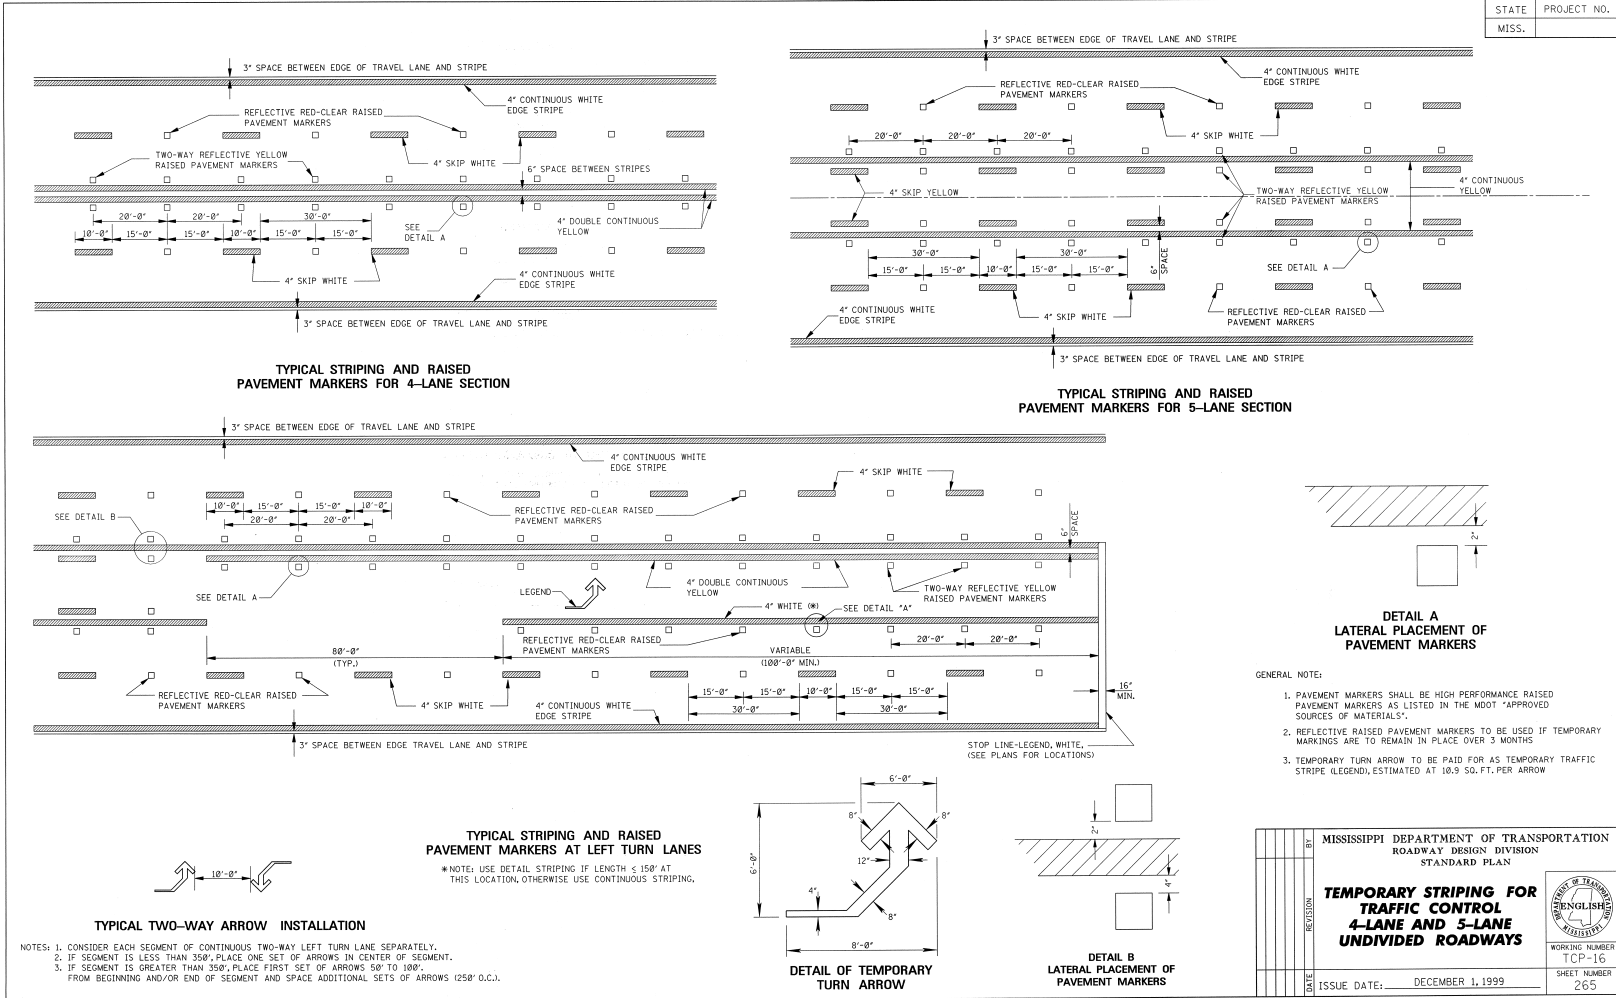 STATE PROJECT NO.
MISS.
3" SPACE BETWEEN EDGE OF TRAVEL LANE AND STRIPE
4" CONTINUOUS WHITE
EDGE STRIPE
REFLECTIVE RED-CLEAR RAISED
PAVEMENT MARKERS
4" SKIP WHITE
TWO-WAY REFLECTIVE YELLOW
RAISED PAVEMENT MARKERS
6" SPACE BETWEEN STRIPES
20'-0" 20'-0" 30'-0"
10'-0" 15'-0" 15'-0" 10'-0" 15'-0" 15'-0"
SEE
DETAIL A
4" DOUBLE CONTINUOUS
YELLOW
4" SKIP WHITE
4" CONTINUOUS WHITE
EDGE STRIPE
3" SPACE BETWEEN EDGE OF TRAVEL LANE AND STRIPE
TYPICAL STRIPING AND RAISED
PAVEMENT MARKERS FOR 4-LANE SECTION
3" SPACE BETWEEN EDGE OF TRAVEL LANE AND STRIPE
4" CONTINUOUS WHITE
EDGE STRIPE
REFLECTIVE RED-CLEAR RAISED
PAVEMENT MARKERS
4" SKIP WHITE
20'-0" 20'-0" 20'-0"
4" SKIP YELLOW
TWO-WAY REFLECTIVE YELLOW
RAISED PAVEMENT MARKERS
4" CONTINUOUS
YELLOW
30'-0" 30'-0"
15'-0" 15'-0" 10'-0" 15'-0" 15'-0"
6"
SPACE
SEE DETAIL A
4" CONTINUOUS WHITE
EDGE STRIPE
4" SKIP WHITE
REFLECTIVE RED-CLEAR RAISED
PAVEMENT MARKERS
3" SPACE BETWEEN EDGE OF TRAVEL LANE AND STRIPE
TYPICAL STRIPING AND RAISED
PAVEMENT MARKERS FOR 5-LANE SECTION
3" SPACE BETWEEN EDGE OF TRAVEL LANE AND STRIPE
4" CONTINUOUS WHITE
EDGE STRIPE
4" SKIP WHITE
10'-0" 15'-0" 15'-0" 10'-0"
20'-0" 20'-0"
REFLECTIVE RED-CLEAR RAISED
PAVEMENT MARKERS
SEE DETAIL B
6"
SPACE
SEE DETAIL A
LEGEND
4" DOUBLE CONTINUOUS
YELLOW
TWO-WAY REFLECTIVE YELLOW
RAISED PAVEMENT MARKERS
4" WHITE (*)
SEE DETAIL "A"
REFLECTIVE RED-CLEAR RAISED
PAVEMENT MARKERS
20'-0" 20'-0"
80'-0"
(TYP.)
VARIABLE
(100'-0" MIN.)
REFLECTIVE RED-CLEAR RAISED
PAVEMENT MARKERS
4" SKIP WHITE
4" CONTINUOUS WHITE
EDGE STRIPE
15'-0" 15'-0" 10'-0" 15'-0" 15'-0"
30'-0" 30'-0"
16"
MIN.
3" SPACE BETWEEN EDGE TRAVEL LANE AND STRIPE
STOP LINE-LEGEND, WHITE,
(SEE PLANS FOR LOCATIONS)
TYPICAL STRIPING AND RAISED
PAVEMENT MARKERS AT LEFT TURN LANES
*NOTE: USE DETAIL STRIPING IF LENGTH ≤ 150' AT
THIS LOCATION, OTHERWISE USE CONTINUOUS STRIPING.
2"
DETAIL A
LATERAL PLACEMENT OF
PAVEMENT MARKERS
GENERAL NOTE:
1. PAVEMENT MARKERS SHALL BE HIGH PERFORMANCE RAISED
PAVEMENT MARKERS AS LISTED IN THE MDOT "APPROVED
SOURCES OF MATERIALS".
2. REFLECTIVE RAISED PAVEMENT MARKERS TO BE USED IF TEMPORARY
MARKINGS ARE TO REMAIN IN PLACE OVER 3 MONTHS
3. TEMPORARY TURN ARROW TO BE PAID FOR AS TEMPORARY TRAFFIC
STRIPE (LEGEND), ESTIMATED AT 10.9 SQ. FT. PER ARROW
10'-0"
TYPICAL TWO-WAY ARROW INSTALLATION
NOTES: 1. CONSIDER EACH SEGMENT OF CONTINUOUS TWO-WAY LEFT TURN LANE SEPARATELY.
2. IF SEGMENT IS LESS THAN 350', PLACE ONE SET OF ARROWS IN CENTER OF SEGMENT.
3. IF SEGMENT IS GREATER THAN 350', PLACE FIRST SET OF ARROWS 50' TO 100'.
FROM BEGINNING AND/OR END OF SEGMENT AND SPACE ADDITIONAL SETS OF ARROWS (250' O.C.).
6'-0"
8" 8"
12"
6'-0"
4"
8"
8'-0"
DETAIL OF TEMPORARY
TURN ARROW
2"
4"
DETAIL B
LATERAL PLACEMENT OF
PAVEMENT MARKERS
BY
REVISION
DATE
MISSISSIPPI DEPARTMENT OF TRANSPORTATION
ROADWAY DESIGN DIVISION
STANDARD PLAN
TEMPORARY STRIPING FOR
TRAFFIC CONTROL
4-LANE AND 5-LANE
UNDIVIDED ROADWAYS
DEPARTMENT OF TRANSPORTATION
ENGLISH
MISSISSIPPI
WORKING NUMBER
TCP-16
SHEET NUMBER
265
ISSUE DATE: DECEMBER 1, 1999